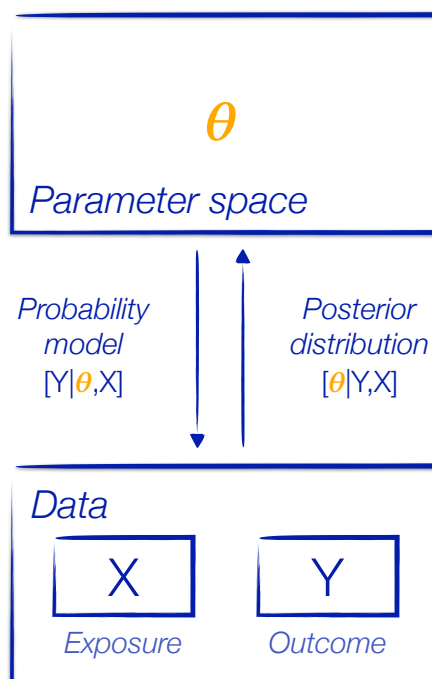 θ
Parameter space
Probability
model
[Y|θ,X]
Posterior
distribution
[θ|Y,X]
Data
X
Y
Exposure
Outcome